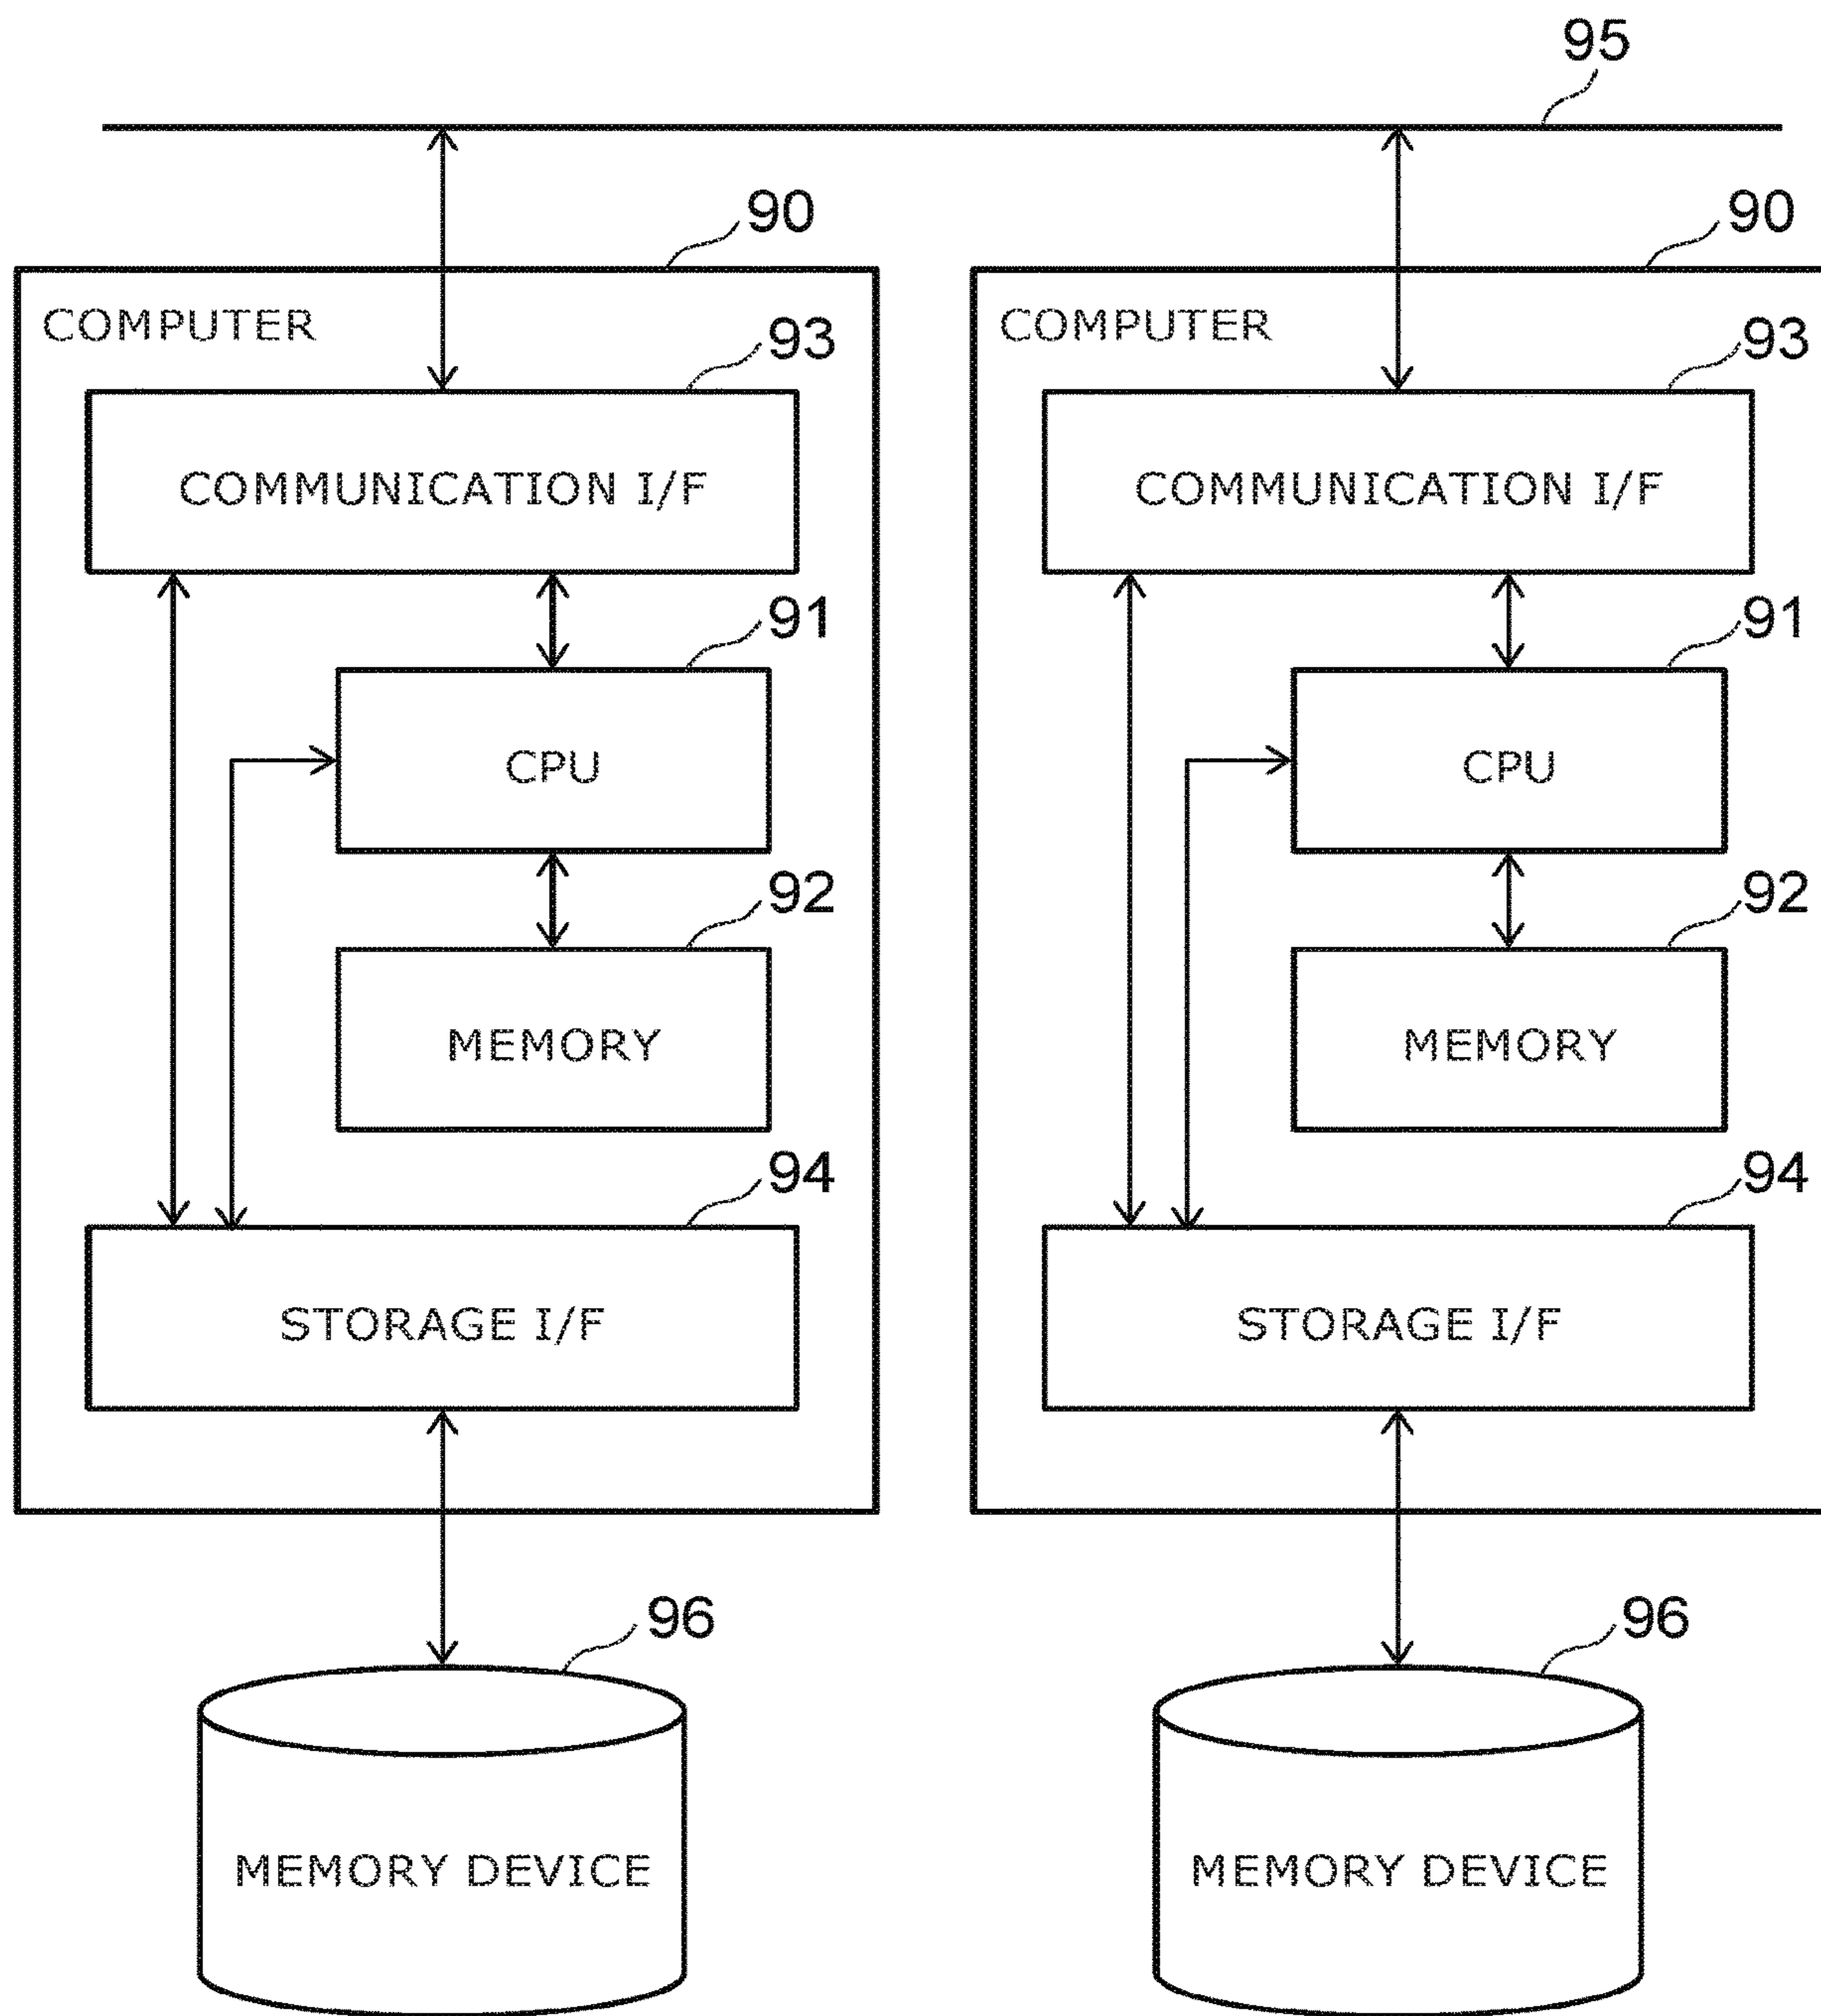 95
90
90
COMPUTER
COMPUTER
93
93
COMMUNICATION I/F
COMMUNICATION I/F
91
91
CPU
CPU
92
92
MEMORY
MEMORY
94
94
STORAGE I/F
STORAGE I/F
96
96
MEMORY DEVICE
MEMORY DEVICE